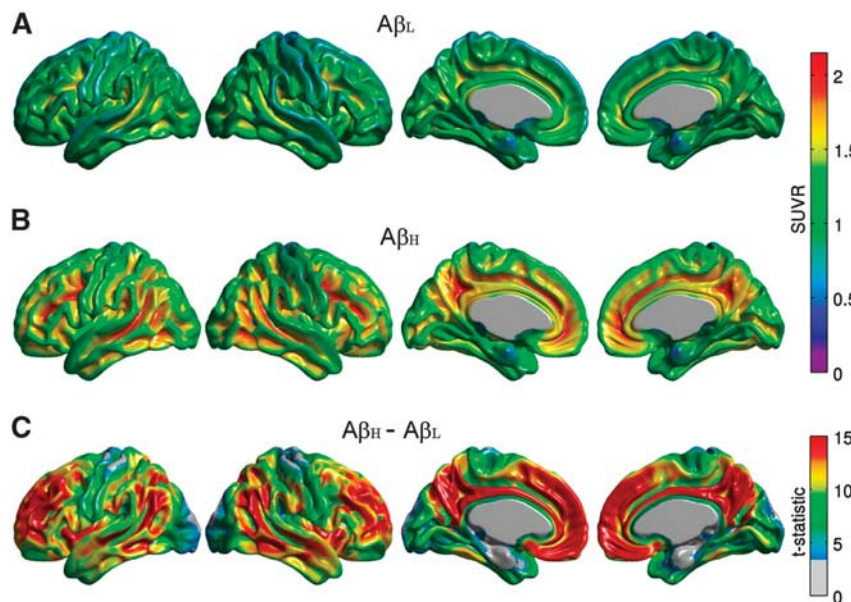 A
AβL
B
AβH
C
AβH - AβL
2
1.5
1
0.5
0
SUVR
15
10
5
0
t-statistic